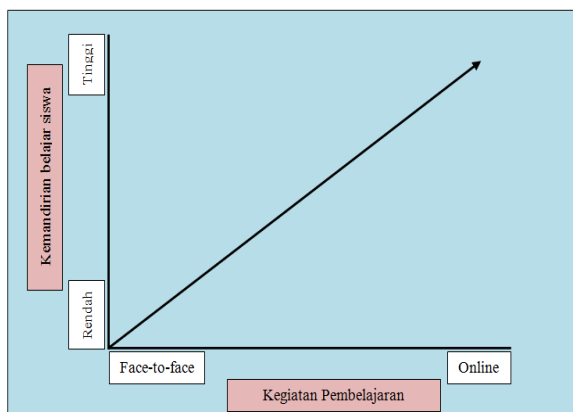 Tinggi
Kemandirian belajar siswa
Rendah
Face-to-face
Online
Kegiatan Pembelajaran